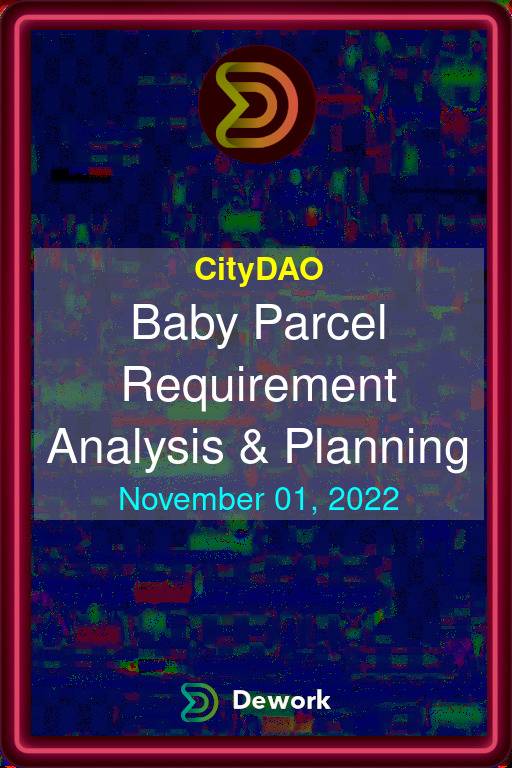 CityDAO
Baby Parcel
Requirement
Analysis & Planning
November 01, 2022
Dework